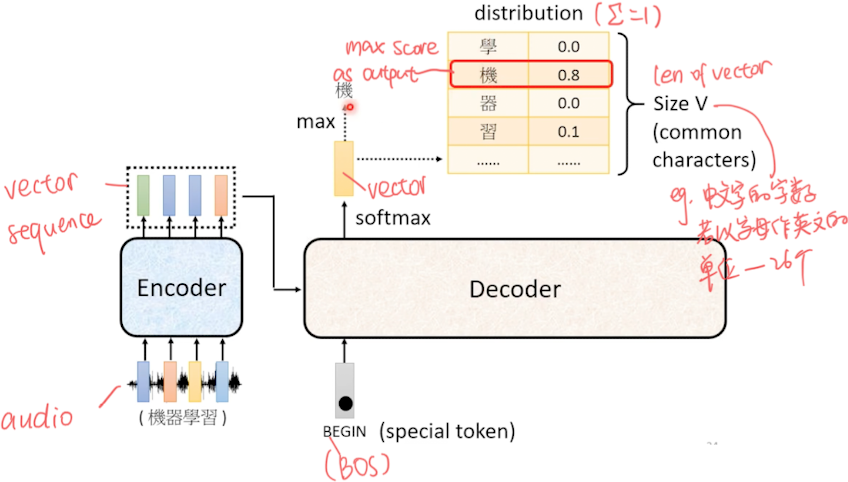 distribution (Σ=1)
max score
as output
學 0.0
機 0.8
器 0.0
習 0.1
…… ……
len of vector
Size V
(common
characters)
eg. 中文字的字数
若以字母作英文的
单位—26个
機
max
vector
softmax
vector
sequence
Encoder
Decoder
audio
(機器學習)
BEGIN (special token)
(BOS)